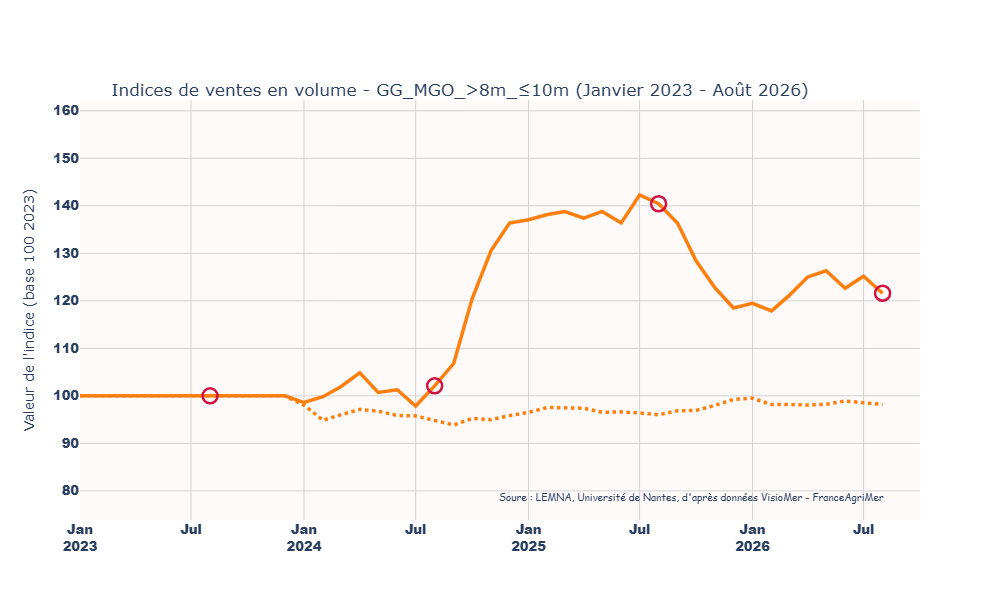 Indices de ventes en volume - GG_MGO_>8m_≤10m (Janvier 2023 - Août 2026)
Valeur de l'indice (base 100 2023)
160
150
140
130
120
110
100
90
80
Soure : LEMNA, Université de Nantes, d'après données VisioMer - FranceAgriMer
Jan
2023
Jul
Jan
2024
Jul
Jan
2025
Jul
Jan
2026
Jul